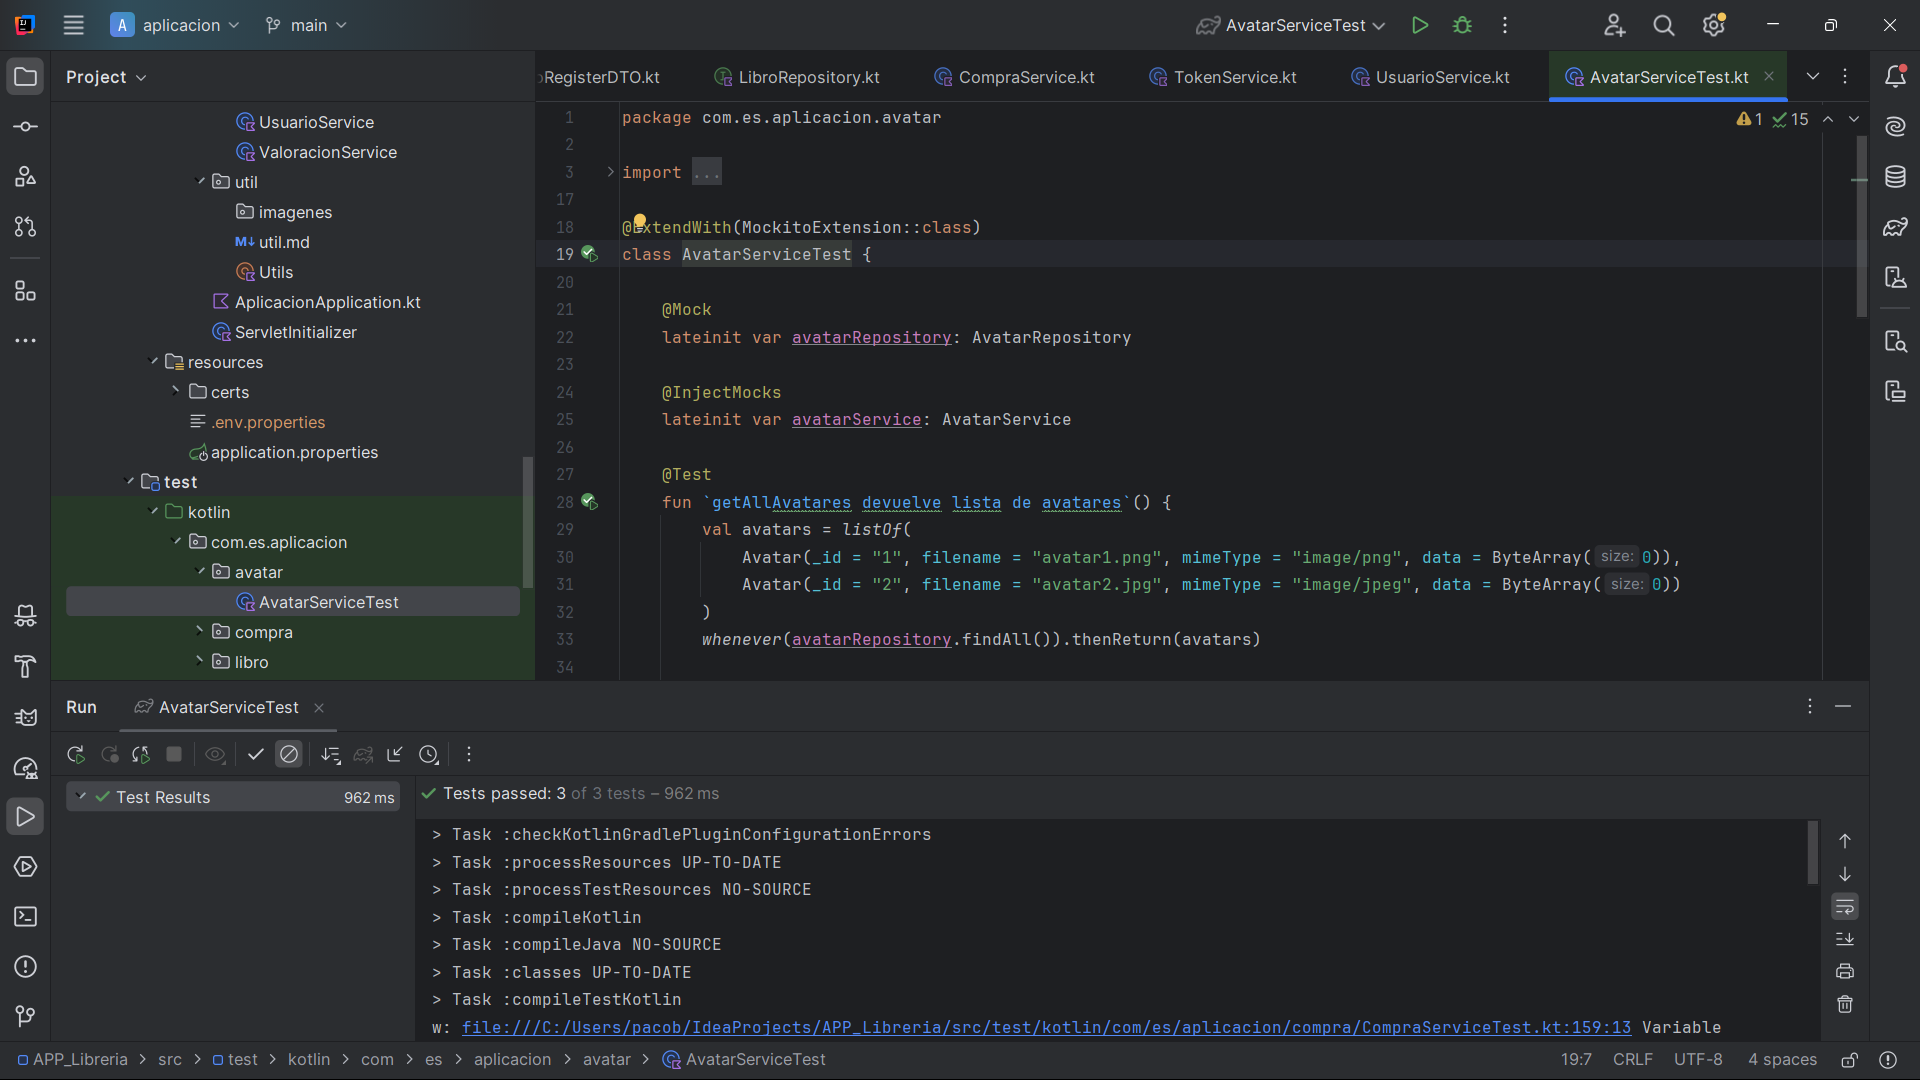 A aplicacion main AvatarServiceTest
Project
RegisterDTO.kt LibroRepository.kt CompraService.kt TokenService.kt UsuarioService.kt AvatarServiceTest.kt
UsuarioService
ValoracionService
util
imagenes
M↓ util.md
Utils
AplicacionApplication.kt
ServletInitializer
resources
certs
.env.properties
application.properties
test
kotlin
com.es.aplicacion
avatar
AvatarServiceTest
compra
libro
1 15
1 package com.es.aplicacion.avatar
2
3 import ...
17
18 @ExtendWith(MockitoExtension::class)
19 class AvatarServiceTest {
20
21 @Mock
22 lateinit var avatarRepository: AvatarRepository
23
24 @InjectMocks
25 lateinit var avatarService: AvatarService
26
27 @Test
28 fun `getAllAvatares devuelve lista de avatares`() {
29 val avatars = listOf(
30 Avatar(_id = "1", filename = "avatar1.png", mimeType = "image/png", data = ByteArray( size: 0)),
31 Avatar(_id = "2", filename = "avatar2.jpg", mimeType = "image/jpeg", data = ByteArray( size: 0))
32 )
33 whenever(avatarRepository.findAll()).thenReturn(avatars)
34
Run AvatarServiceTest
Test Results 962 ms
Tests passed: 3 of 3 tests – 962 ms
> Task :checkKotlinGradlePluginConfigurationErrors
> Task :processResources UP-TO-DATE
> Task :processTestResources NO-SOURCE
> Task :compileKotlin
> Task :compileJava NO-SOURCE
> Task :classes UP-TO-DATE
> Task :compileTestKotlin
w: file:///C:/Users/pacob/IdeaProjects/APP_Libreria/src/test/kotlin/com/es/aplicacion/compra/CompraServiceTest.kt:159:13 Variable
APP_Libreria > src > test > kotlin > com > es > aplicacion > avatar > AvatarServiceTest 19:7 CRLF UTF-8 4 spaces